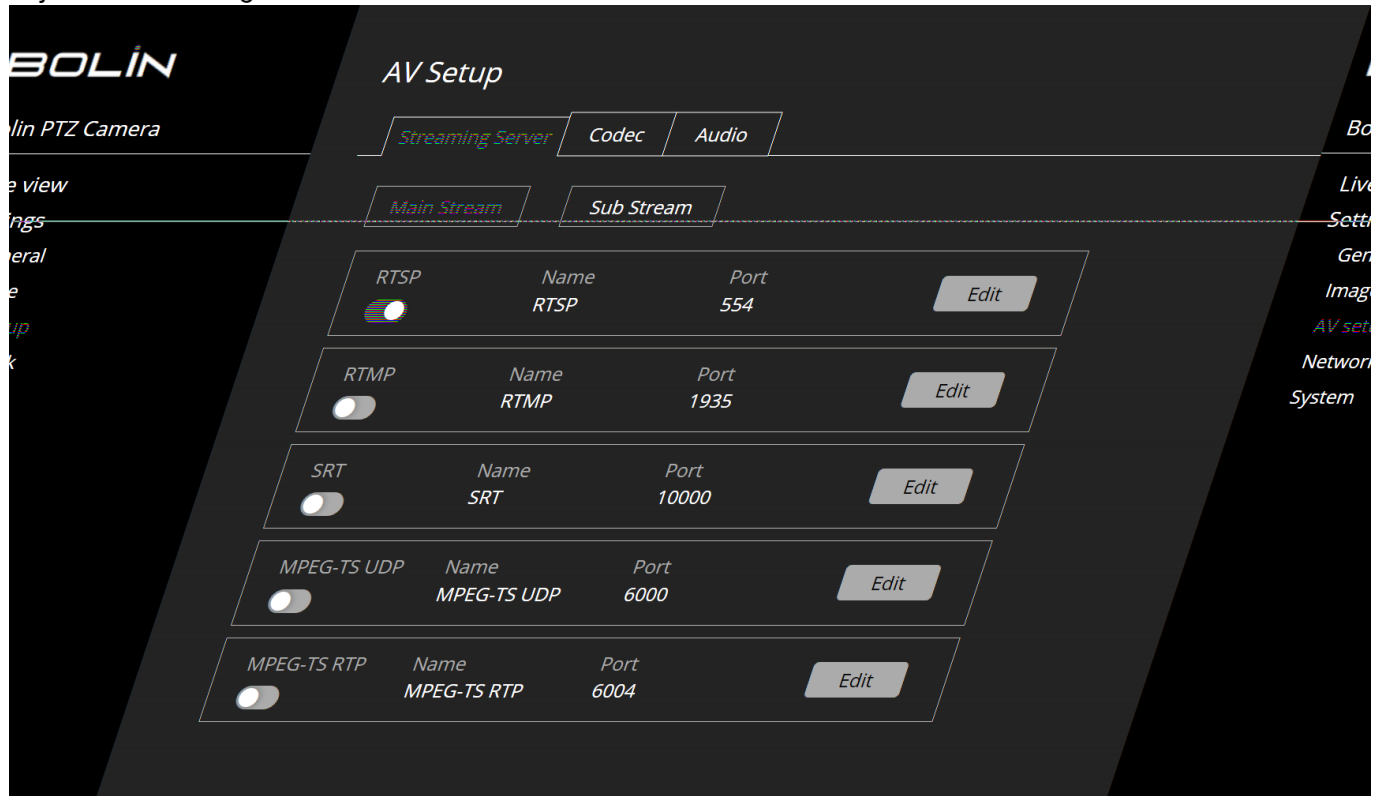 BOLIN
AV Setup
lin PTZ Camera
Streaming Server Codec Audio
Bo
e view
Main Stream Sub Stream
Live
ngs
Setti
eral
Gen
RTSP Name Port
RTSP 554 Edit
e
Imag
up
AV set
k
Networ
RTMP Name Port
RTMP 1935 Edit
System
SRT Name Port
SRT 10000 Edit
MPEG-TS UDP Name Port
MPEG-TS UDP 6000 Edit
MPEG-TS RTP Name Port
MPEG-TS RTP 6004 Edit